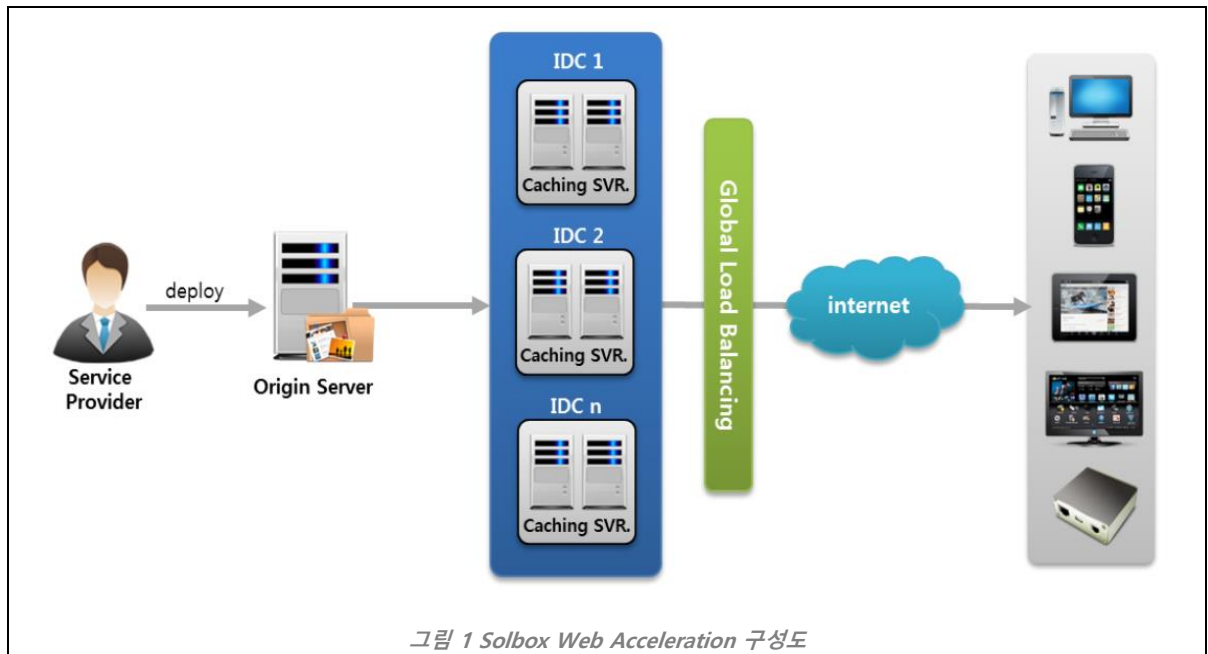 IDC 1
Caching SVR.
IDC 2
Caching SVR.
IDC n
Caching SVR.
deploy
Service
Provider
Origin Server
Global Load Balancing
internet
그림 1 Solbox Web Acceleration 구성도